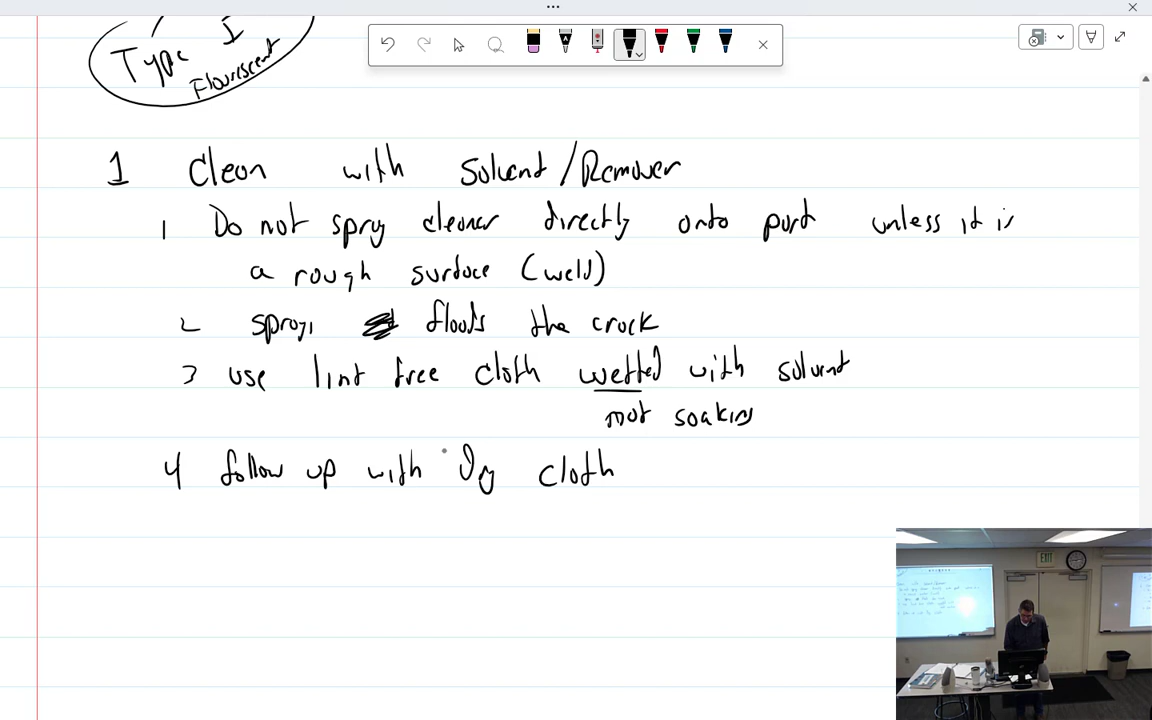 Type I
Flourescent
1 Clean with Solvent/Remover
1 Do not spray cleaner directly onto part unless it is
a rough surface (weld)
2 sprays floods the crack
3 use lint free cloth wetted with solvent
not soaking
4 follow up with Dry cloth
EXIT